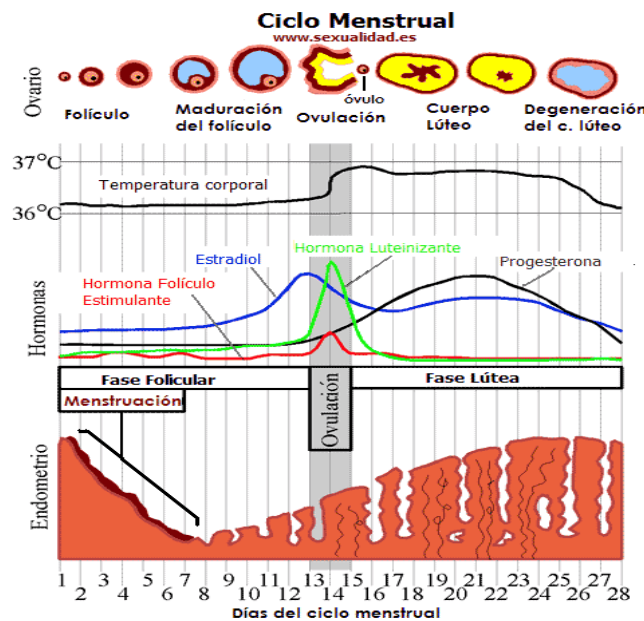 Ciclo Menstrual
www.sexualidad.es
Ovario
Folículo
Maduración
del folículo
Ovulación
óvulo
Cuerpo
Lúteo
Degeneración
del c. lúteo
37°C
36°C
Temperatura corporal
Hormonas
Hormona Folículo
Estimulante
Estradiol
Hormona Luteinizante
Progesterona
Fase Folicular
Ovulación
Fase Lútea
Menstruación
Endometrio
1 2 3 4 5 6 7 8 9 10 11 12 13 14 15 16 17 18 19 20 21 22 23 24 25 26 27 28
Días del ciclo menstrual